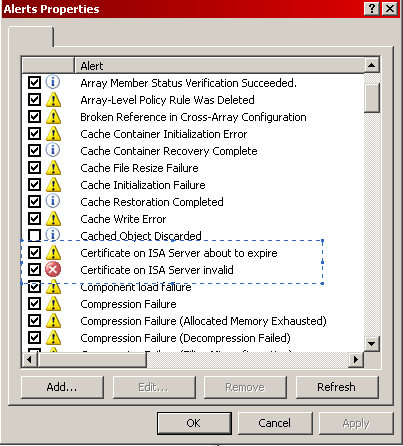 Alerts Properties
Alert
Array Member Status Verification Succeeded.
Array-Level Policy Rule Was Deleted
Broken Reference in Cross-Array Configuration
Cache Container Initialization Error
Cache Container Recovery Complete
Cache File Resize Failure
Cache Initialization Failure
Cache Restoration Completed
Cache Write Error
Cached Object Discarded
Certificate on ISA Server about to expire
Certificate on ISA Server invalid
Component load failure
Compression Failure
Compression Failure (Allocated Memory Exhausted)
Compression Failure (Decompression Failed)
Add... Edit... Remove Refresh
OK Cancel Apply